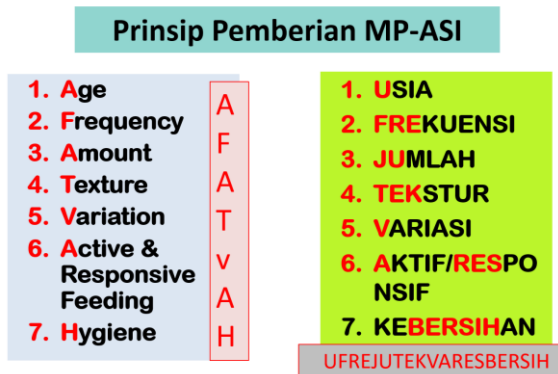 Prinsip Pemberian MP-ASI
1. Age
2. Frequency
3. Amount
4. Texture
5. Variation
6. Active &
Responsive
Feeding
7. Hygiene
A
F
A
T
v
A
H
1. USIA
2. FREKUENSI
3. JUMLAH
4. TEKSTUR
5. VARIASI
6. AKTIF/RESPO
NSIF
7. KEBERSIHAN
UFREJUTEKVARESBERSIH